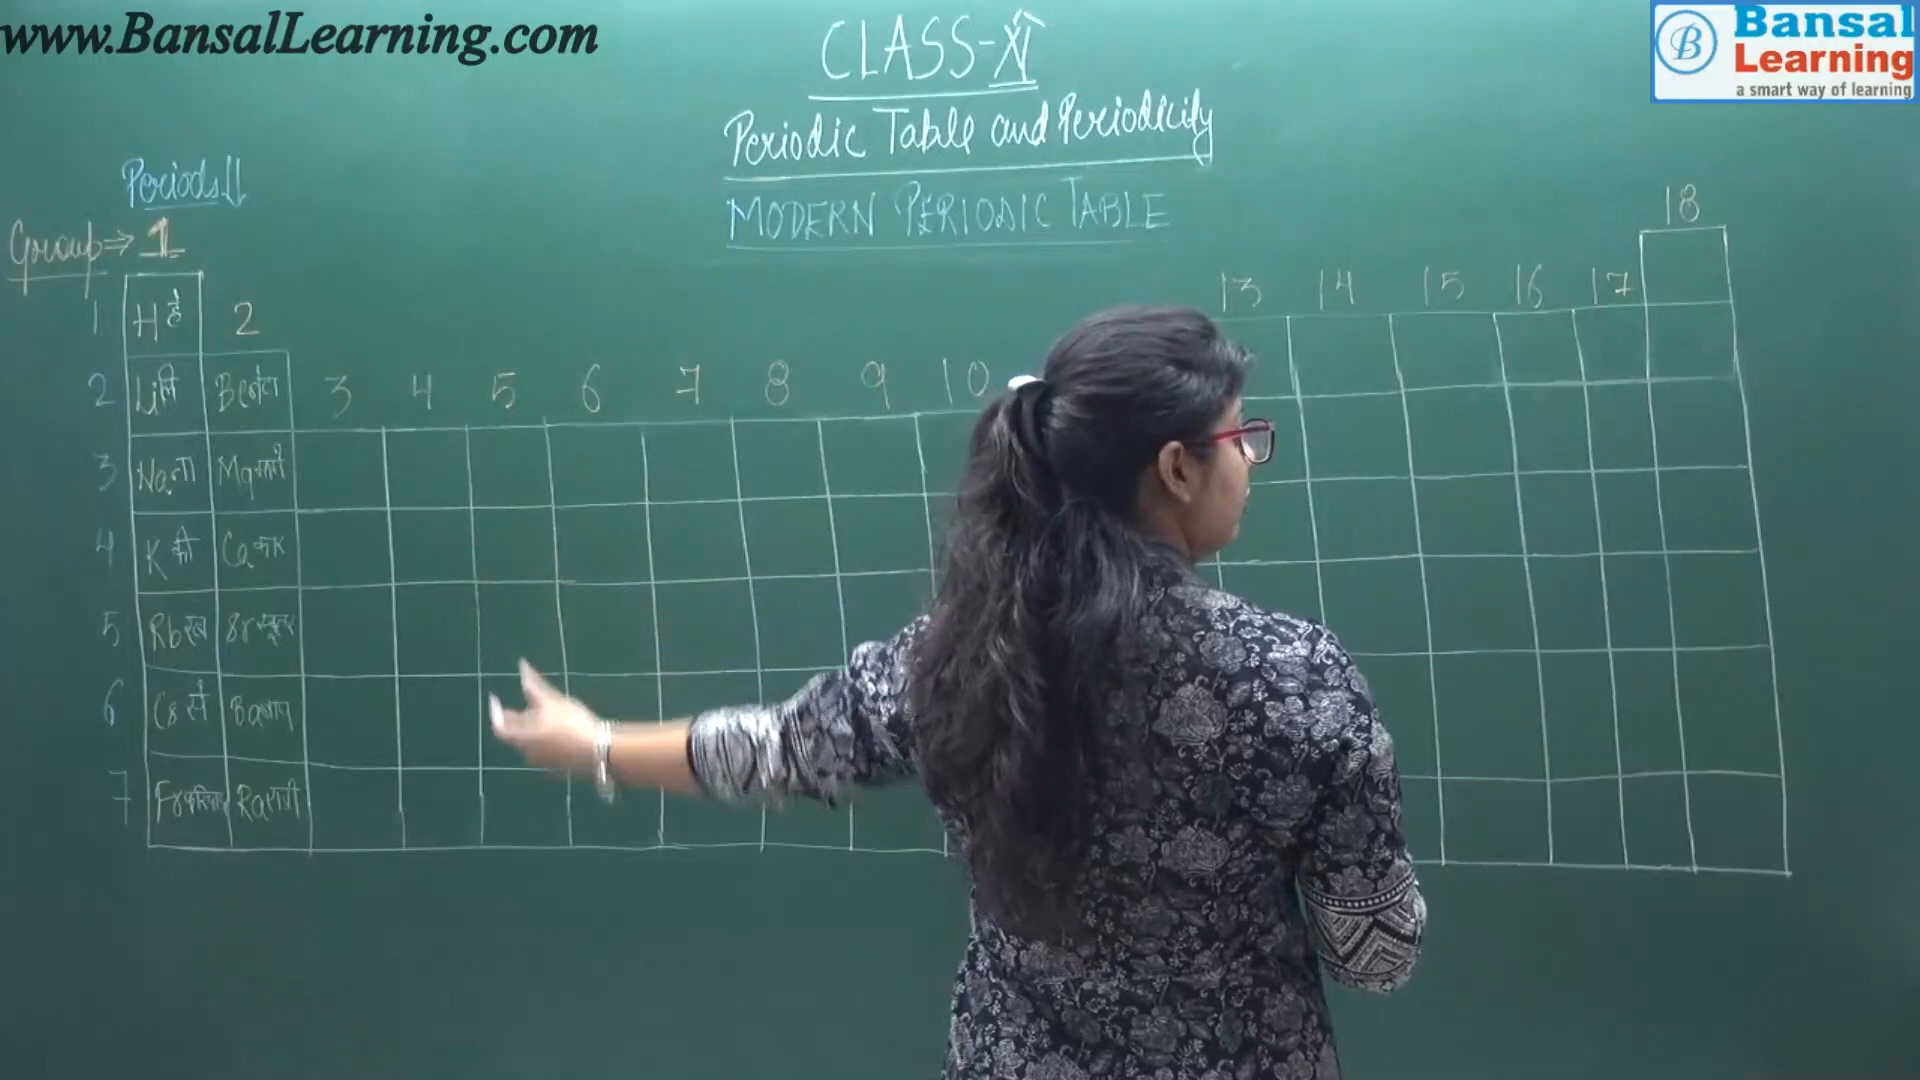 www.BansalLearning.com
Bansal
Learning
a smart way of learning
CLASS-XI
Periodic Table and Periodicity
MODERN PERIODIC TABLE
Periods
Group⇒ 1
18
13 14 15 16 17
1 H हे 2
2 Li लि Be 3 4 5 6 7 8 9 10
3 Na ना Mg
4 K की Ca
5 Rb रब Sr
6 Cs से Ba बाप
7 Fr Ra